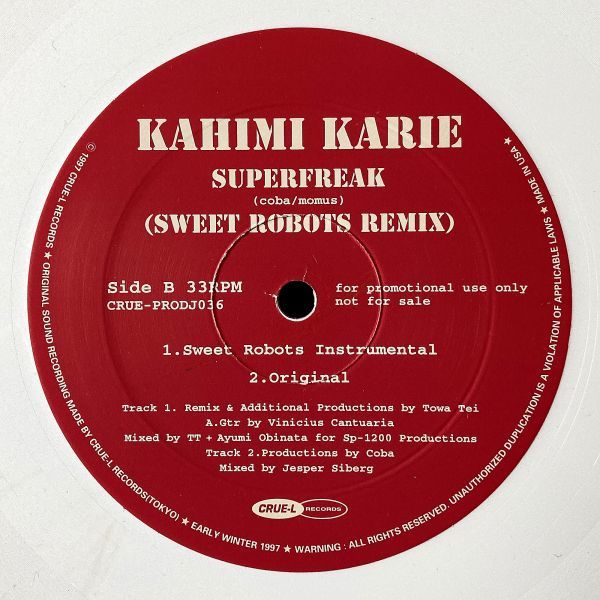 KAHIMI KARIE
SUPERFREAK
(coba/momus)
(SWEET ROBOTS REMIX)
Side B 33RPM
CRUE-PRODJ036
for promotional use only
not for sale
1.Sweet Robots Instrumental
2.Original
Track 1. Remix & Additional Productions by Towa Tei
A.Gtr by Vinicius Cantuaria
Mixed by TT + Ayumi Obinata for Sp-1200 Productions
Track 2.Productions by Coba
Mixed by Jesper Siberg
CRUE-L RECORDS
© 1997 CRUE-L RECORDS ★ ORIGINAL SOUND RECORDING MADE BY CRUE-L RECORDS(TOKYO) ★ EARLY WINTER 1997 ★ WARNING : ALL RIGHTS RESERVED. UNAUTHORIZED DUPLICATION IS A VIOLATION OF APPLICABLE LAWS ★ MADE IN USA ★